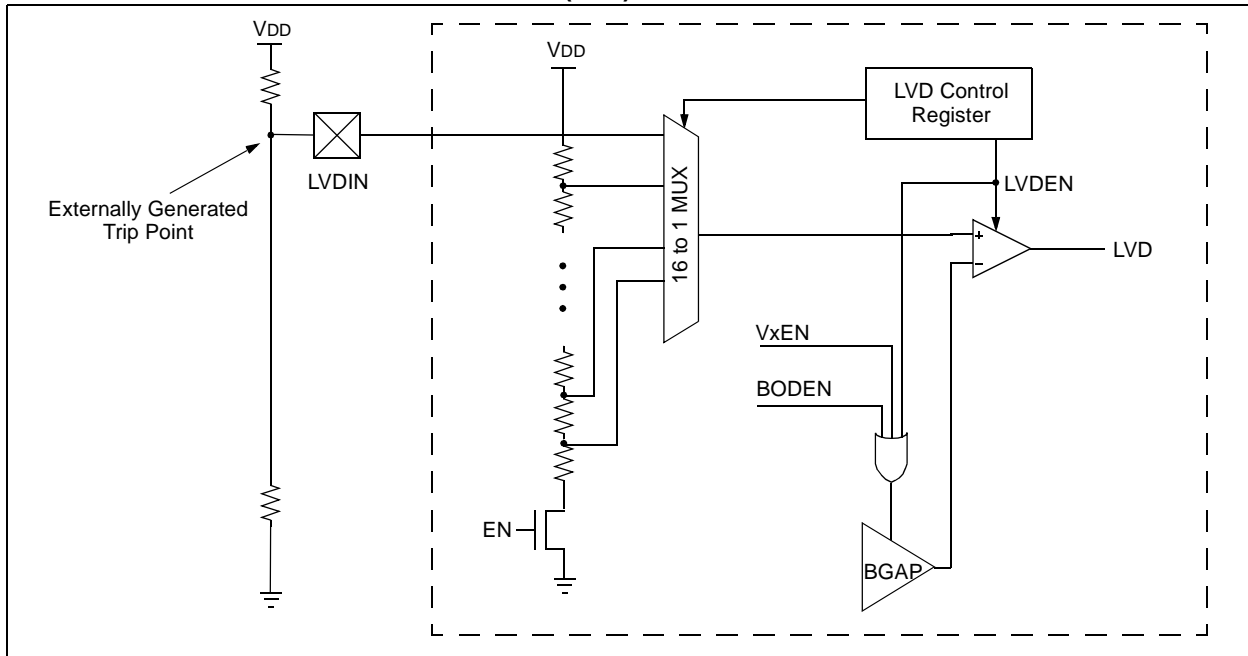 VDD
VDD
LVD Control
Register
LVDIN
16 to 1 MUX
LVDEN
Externally Generated
Trip Point
+
–
LVD
VxEN
BODEN
EN
BGAP